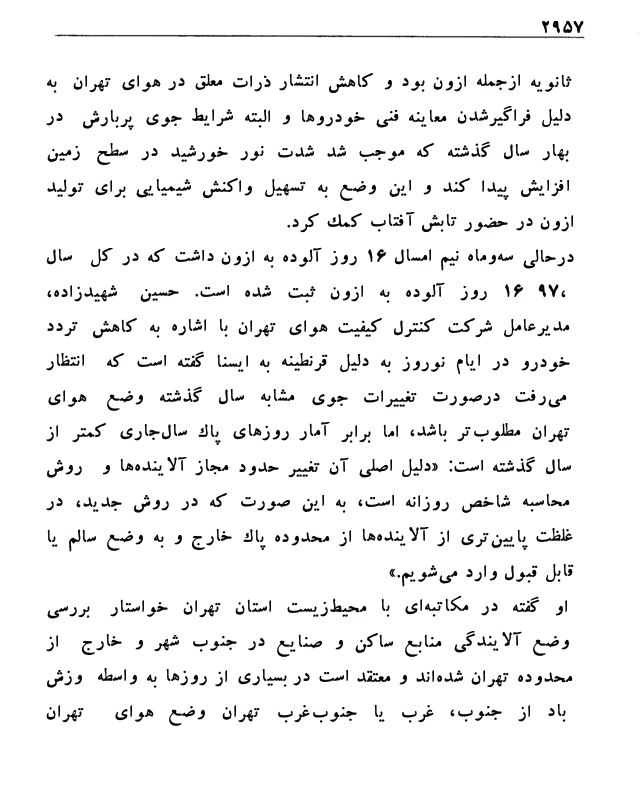 ۲۹۵۷
ثانویه ازجمله ازون بود و کاهش انتشار ذرات معلق در هوای تهران به
دلیل فراگیرشدن معاینه فنی خودروها و البته شرایط جوی پربارش در
بهار سال گذشته که موجب شد شدت نور خورشید در سطح زمین
افزایش پیدا کند و این وضع به تسهیل واکنش شیمیایی برای تولید
ازون در حضور تابش آفتاب کمك کرد.
درحالی سه‌وماه نیم امسال ۱۶ روز آلوده به ازون داشت که در کل سال
،۹۷ ۱۶ روز آلوده به ازون ثبت شده است. حسین شهیدزاده،
مدیرعامل شرکت کنترل کیفیت هوای تهران با اشاره به کاهش تردد
خودرو در ایام نوروز به دلیل قرنطینه به ایسنا گفته است که انتظار
می‌رفت درصورت تغییرات جوی مشابه سال گذشته وضع هوای
تهران مطلوب‌تر باشد، اما برابر آمار روزهای پاك سال‌جاری کمتر از
سال گذشته است: «دلیل اصلی آن تغییر حدود مجاز آلاینده‌ها و روش
محاسبه شاخص روزانه است، به این صورت که در روش جدید، در
غلظت پایین‌تری از آلاینده‌ها از محدوده پاك خارج و به وضع سالم یا
قابل قبول وارد می‌شویم.»
او گفته در مکاتبه‌ای با محیط‌زیست استان تهران خواستار بررسی
وضع آلایندگی منابع ساکن و صنایع در جنوب شهر و خارج از
محدوده تهران شده‌اند و معتقد است در بسیاری از روزها به واسطه وزش
باد از جنوب، غرب یا جنوب‌غرب تهران وضع هوای تهران